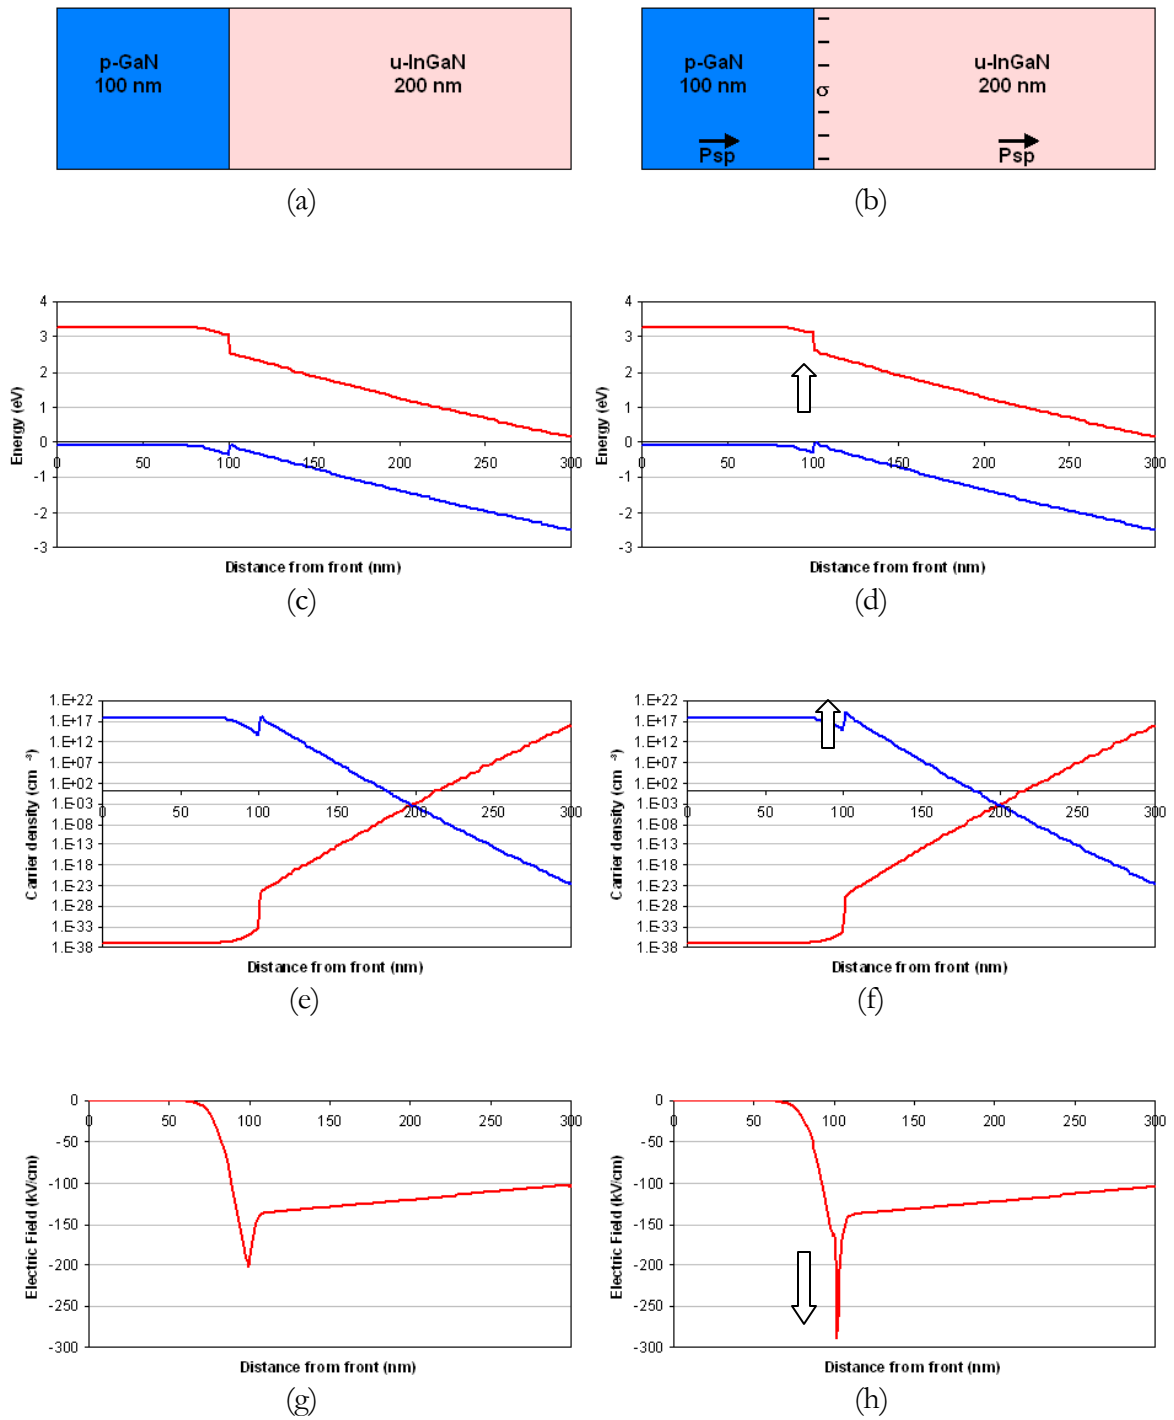 p-GaN
100 nm
u-InGaN
200 nm
(a)
p-GaN
100 nm
Psp
σ
u-InGaN
200 nm
Psp
(b)
Energy (eV)
4
3
2
1
0
-1
-2
-3
0 50 100 150 200 250 300
Distance from front (nm)
(c)
Energy (eV)
4
3
2
1
0
-1
-2
-3
0 50 100 150 200 250 300
Distance from front (nm)
(d)
Carrier density (cm ⁻³)
1.E+22
1.E+17
1.E+12
1.E+07
1.E+02
1.E-03
1.E-08
1.E-13
1.E-18
1.E-23
1.E-28
1.E-33
1.E-38
0 50 100 150 200 250 300
Distance from front (nm)
(e)
Carrier density (cm ⁻³)
1.E+22
1.E+17
1.E+12
1.E+07
1.E+02
1.E-03
1.E-08
1.E-13
1.E-18
1.E-23
1.E-28
1.E-33
1.E-38
0 50 100 150 200 250 300
Distance from front (nm)
(f)
Electric Field (kV/cm)
0
-50
-100
-150
-200
-250
-300
0 50 100 150 200 250 300
Distance from front (nm)
(g)
Electric Field (kV/cm)
0
-50
-100
-150
-200
-250
-300
0 50 100 150 200 250 300
Distance from front (nm)
(h)